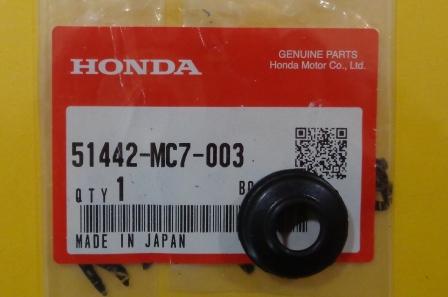 GENUINE PARTS
HONDA
Honda Motor Co., Ltd.
51442-MC7-003
QTY 1
MADE IN JAPAN